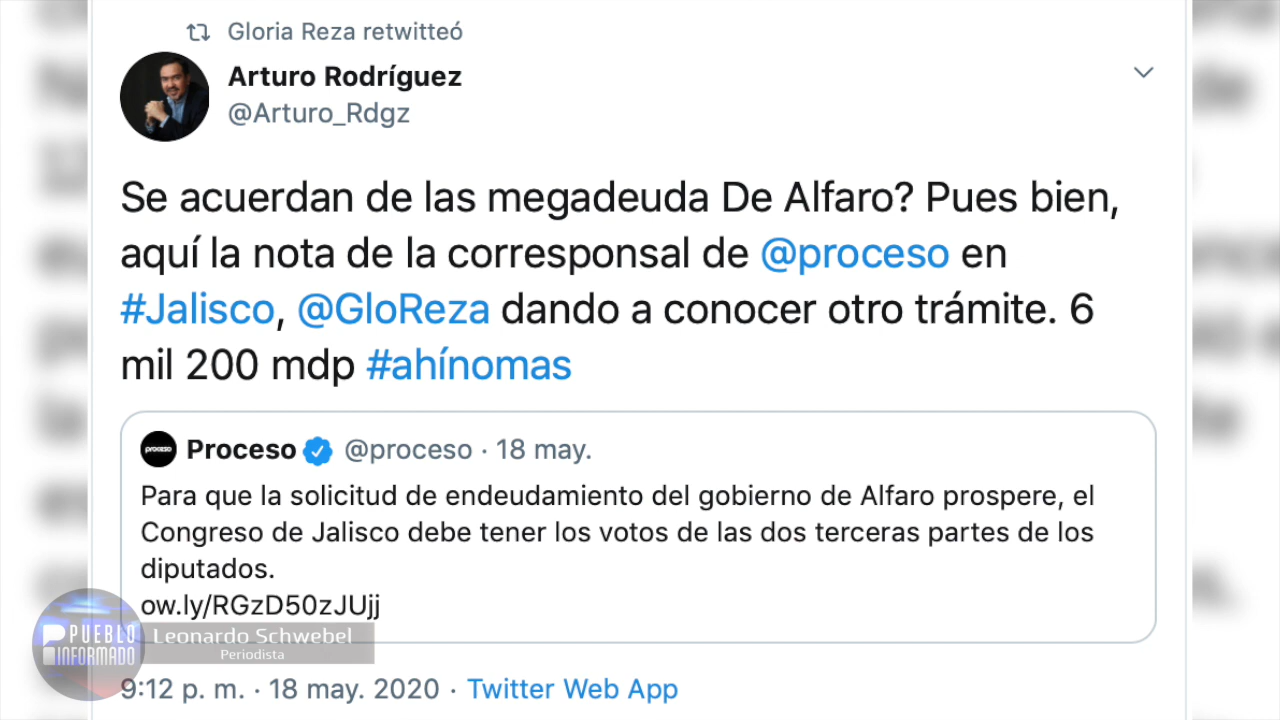 Gloria Reza retwitteó
Arturo Rodríguez
@Arturo_Rdgz
Se acuerdan de las megadeuda De Alfaro? Pues bien,
aquí la nota de la corresponsal de @proceso en
#Jalisco, @GloReza dando a conocer otro trámite. 6
mil 200 mdp #ahínomas
proceso
Proceso @proceso · 18 may.
Para que la solicitud de endeudamiento del gobierno de Alfaro prospere, el
Congreso de Jalisco debe tener los votos de las dos terceras partes de los
diputados.
ow.ly/RGzD50zJUjj
PUEBLO
INFORMADO
Leonardo Schwebel
Periodista
9:12 p. m. · 18 may. 2020 · Twitter Web App